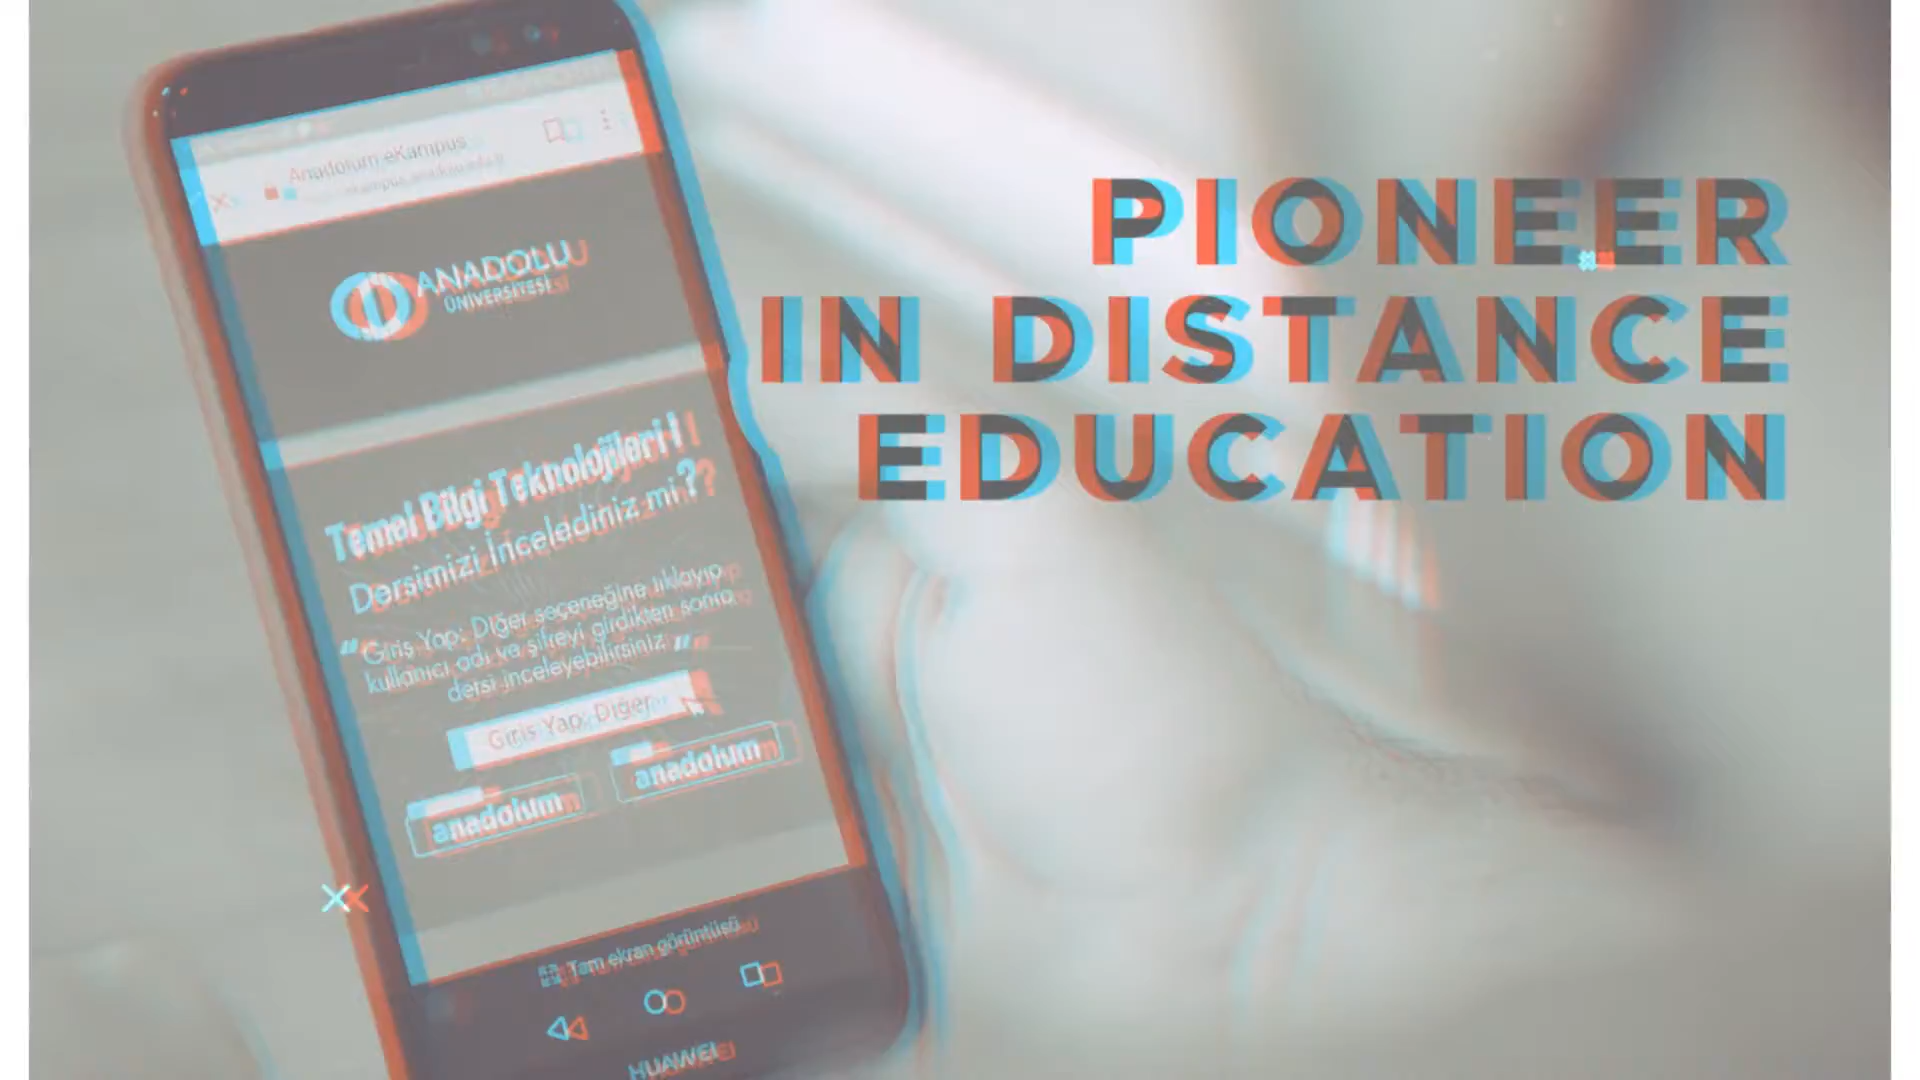 Anadolum eKampus
ANADOLU
ÜNİVERSİTESİ
Temel Bilgi Teknolojileri I
Dersimizi İncelediniz mi?
“Giriş Yap: Diğer seçeneğine tıklayıp
kullanıcı adı ve şifreyi girdikten sonra
dersi inceleyebilirsiniz.”
Giriş Yap: Diğer
anadolum
anadolum
Tam ekran görüntüsü
HUAWEI
PIONEER
IN DISTANCE
EDUCATION